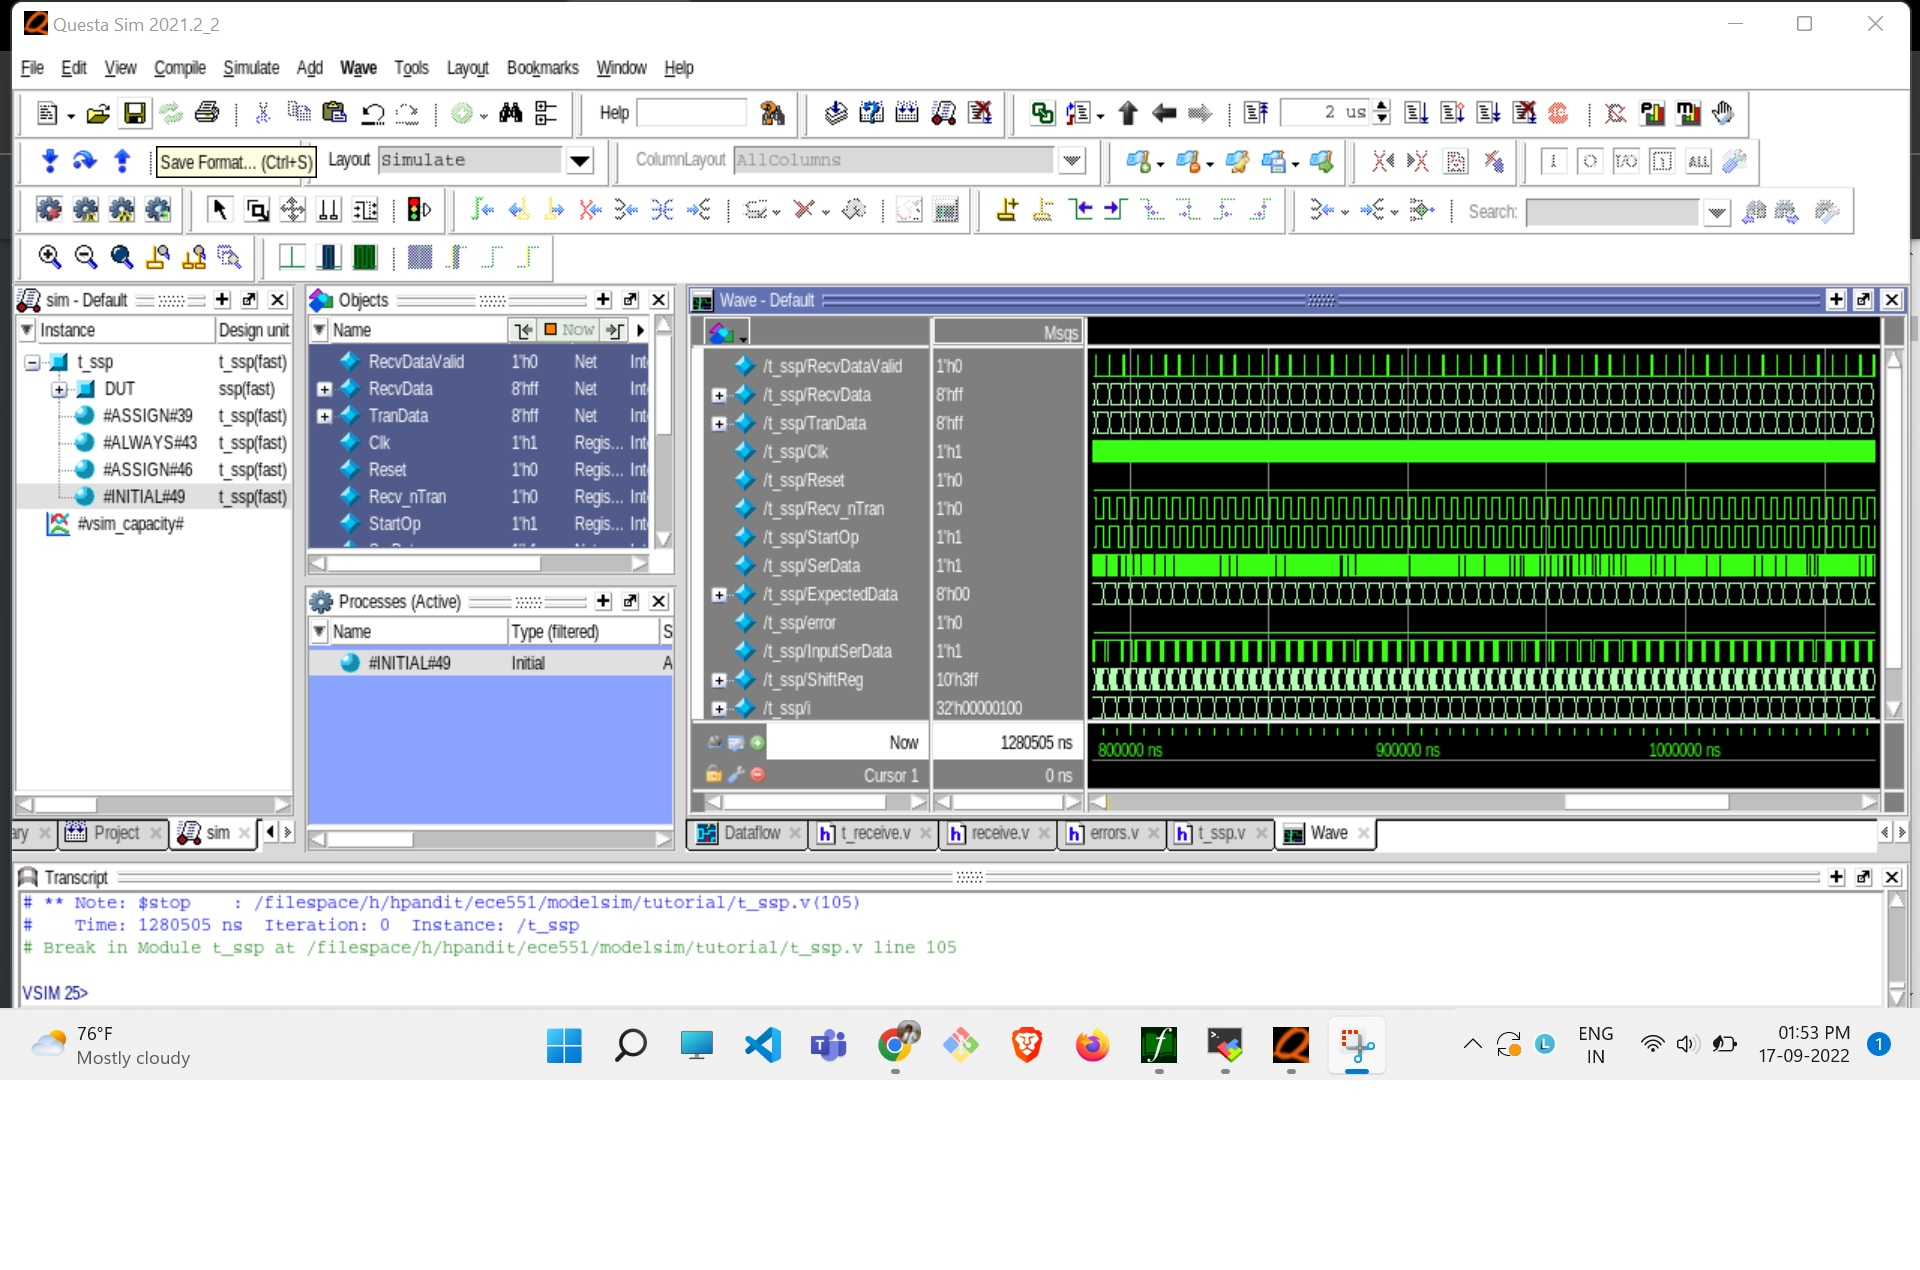 Questa Sim 2021.2_2
File Edit View Compile Simulate Add Wave Tools Layout Bookmarks Window Help
Help 2 us
Save Format... (Ctrl+S) Layout Simulate ColumnLayout AllColumns ALL
Search:
sim - Default
Instance Design unit
t_ssp t_ssp(fast)
DUT ssp(fast)
#ASSIGN#39 t_ssp(fast)
#ALWAYS#43 t_ssp(fast)
#ASSIGN#46 t_ssp(fast)
#INITIAL#49 t_ssp(fast)
#vsim_capacity#
Objects
Name Now
RecvDataValid 1'h0 Net Int
RecvData 8'hff Net Int
TranData 8'hff Net Int
Clk 1'h1 Regis... Int
Reset 1'h0 Regis... Int
Recv_nTran 1'h0 Regis... Int
StartOp 1'h1 Regis... Int
Processes (Active)
Name Type (filtered) S
#INITIAL#49 Initial A
Wave - Default
Msgs
/t_ssp/RecvDataValid 1'h0
/t_ssp/RecvData 8'hff
/t_ssp/TranData 8'hff
/t_ssp/Clk 1'h1
/t_ssp/Reset 1'h0
/t_ssp/Recv_nTran 1'h0
/t_ssp/StartOp 1'h1
/t_ssp/SerData 1'h1
/t_ssp/ExpectedData 8'h00
/t_ssp/error 1'h0
/t_ssp/InputSerData 1'h1
/t_ssp/ShiftReg 10'h3ff
/t_ssp/i 32'h00000100
Now 1280505 ns 800000 ns 900000 ns 1000000 ns
Cursor 1 0 ns
ary Project sim
Dataflow t_receive.v receive.v errors.v t_ssp.v Wave
Transcript
# ** Note: $stop : /filespace/h/hpandit/ece551/modelsim/tutorial/t_ssp.v(105)
# Time: 1280505 ns Iteration: 0 Instance: /t_ssp
# Break in Module t_ssp at /filespace/h/hpandit/ece551/modelsim/tutorial/t_ssp.v line 105
VSIM 25>
76°F
Mostly cloudy
ENG
IN
01:53 PM
17-09-2022
1